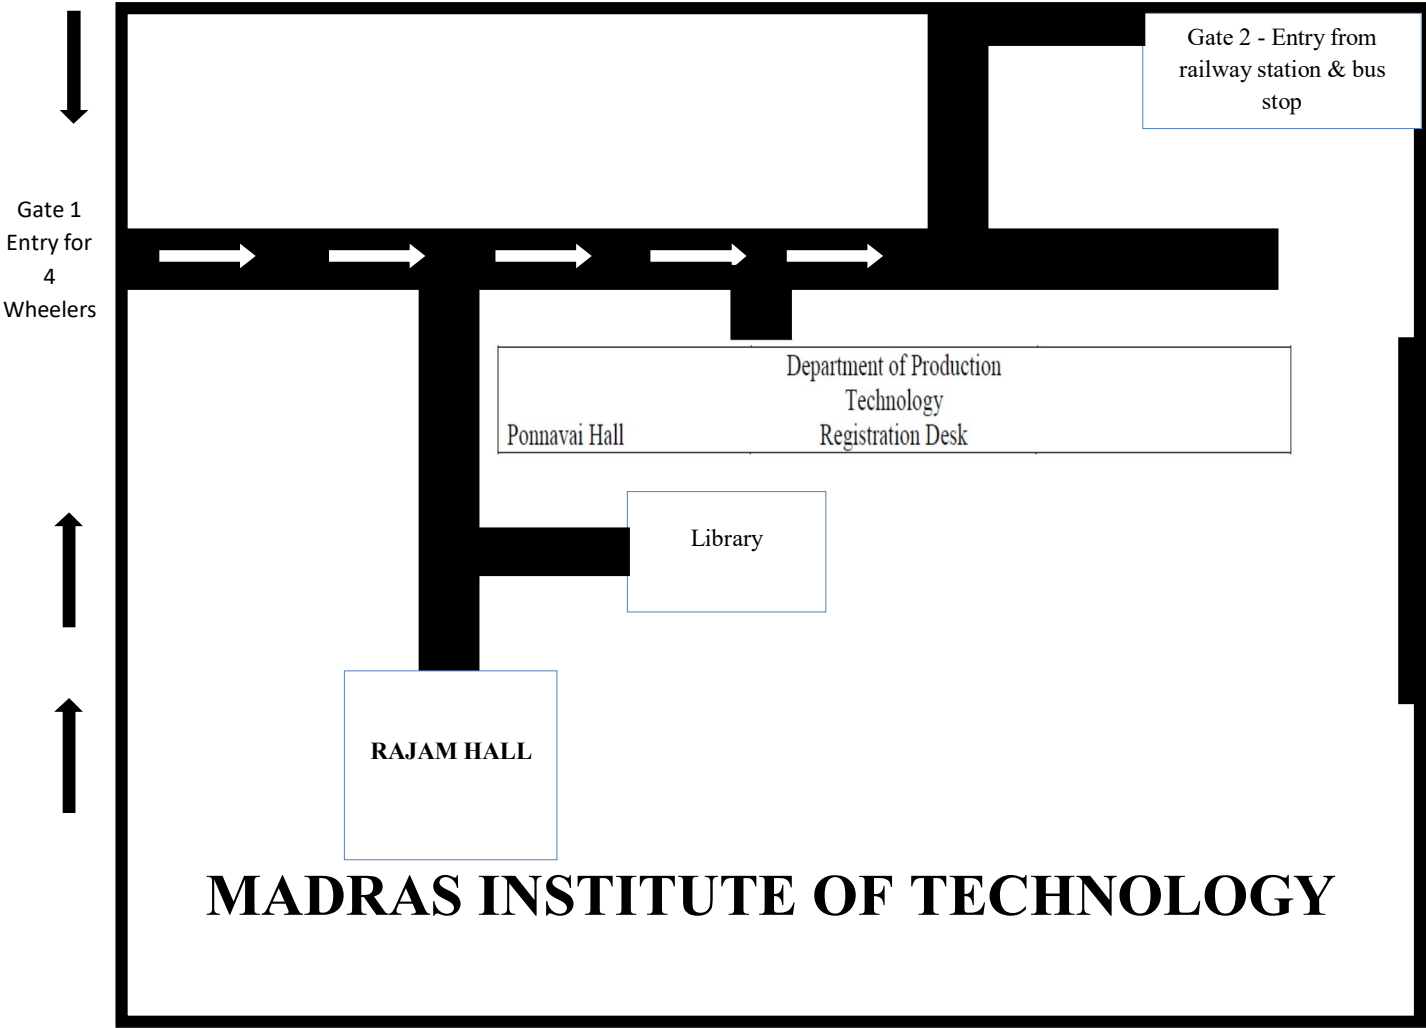 Gate 2 - Entry from
railway station & bus
stop
Gate 1
Entry for
4
Wheelers
Department of Production
Technology
Ponnavai Hall Registration Desk
Library
RAJAM HALL
MADRAS INSTITUTE OF TECHNOLOGY